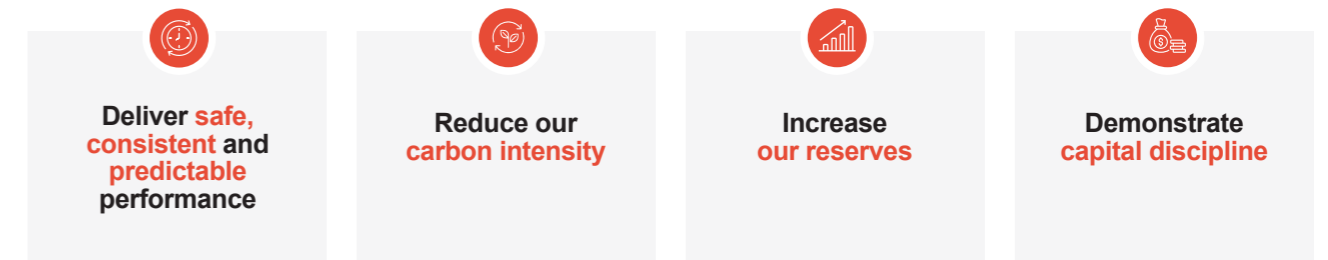 Deliver safe,
consistent and
predictable
performance
Reduce our
carbon intensity
Increase
our reserves
Demonstrate
capital discipline